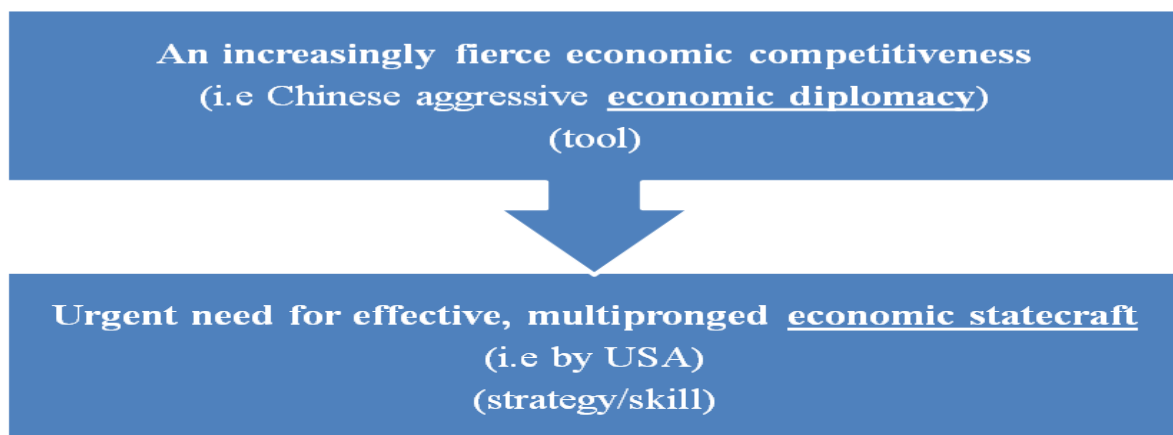 An increasingly fierce economic competitiveness
(i.e Chinese aggressive economic diplomacy)
(tool)
Urgent need for effective, multipronged economic statecraft
(i.e by USA)
(strategy/skill)